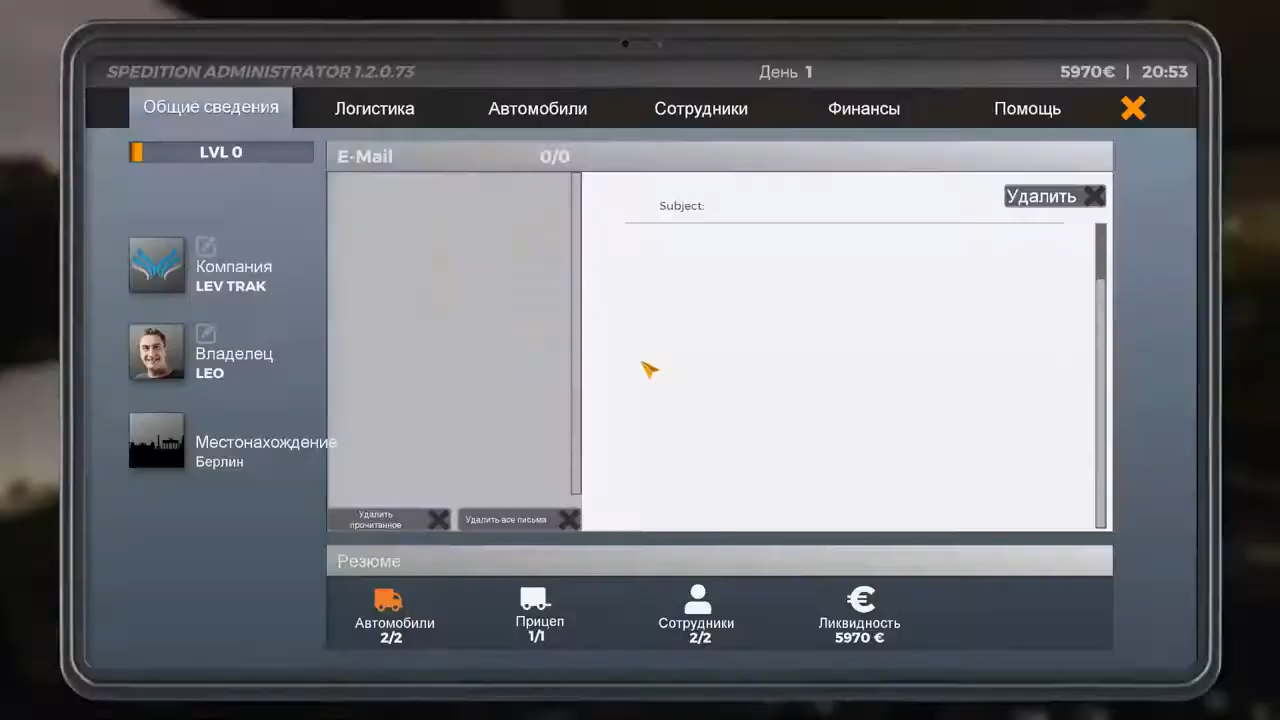 SPEDITION ADMINISTRATOR 1.2.0.73
День 1
5970€ | 20:53
Общие сведения
Логистика
Автомобили
Сотрудники
Финансы
Помощь
LVL 0
E-Mail 0/0
Subject:
Удалить
Компания
LEV TRAK
Владелец
LEO
Местонахождение
Берлин
Удалить
прочитанное
Удалить все письма
Резюме
Автомобили
2/2
Прицеп
1/1
Сотрудники
2/2
Ликвидность
5970 €